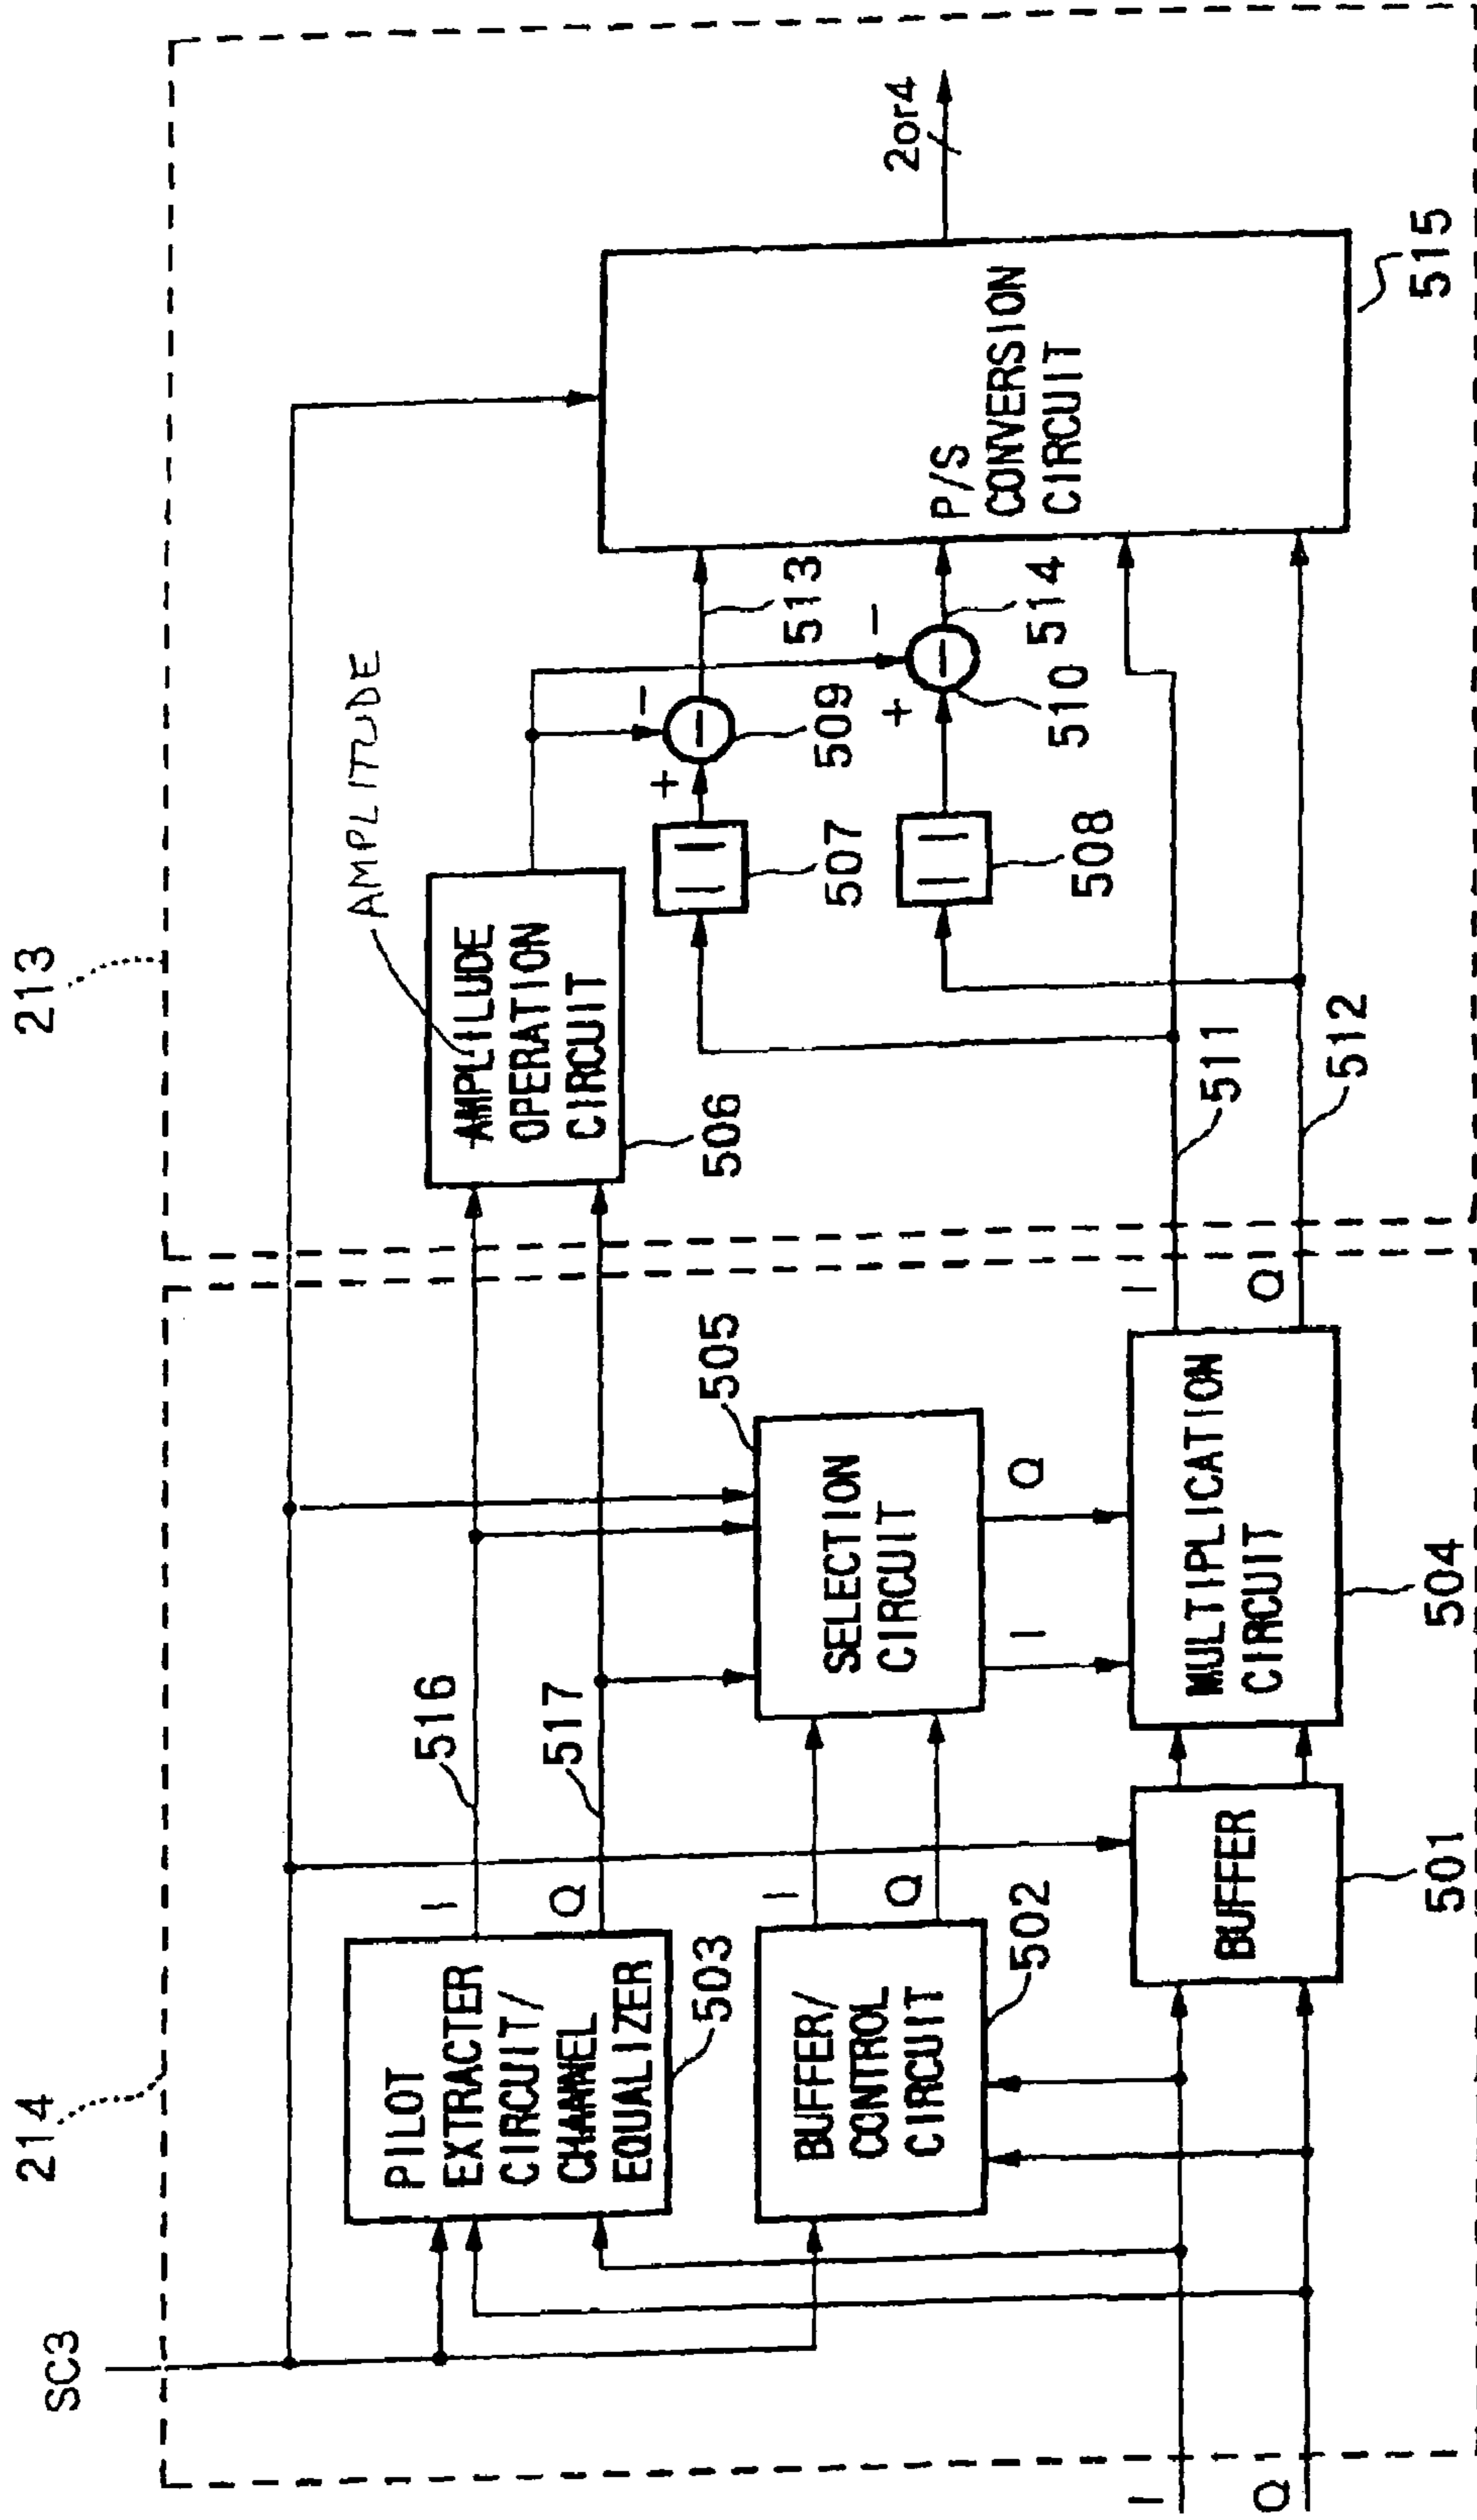 214
213
SC3
AMPLITUDE
2or4
PILOT
EXTRACTER
CIRCUIT/
CHANNEL
EQUALIZER
503
I
Q
516
517
AMPLILUDE
OPERATION
CIRCUIT
506
+
−
−
509
513
507
+
−
−
510
514
508
P/S
CONVERSION
CIRCUIT
515
BUFFER/
CONTROL
CIRCUIT
502
I
Q
SELECTION
CIRCUIT
505
I
Q
I
Q
BUFFER
501
MULTIPLICATION
CIRCUIT
504
I
Q
511
512